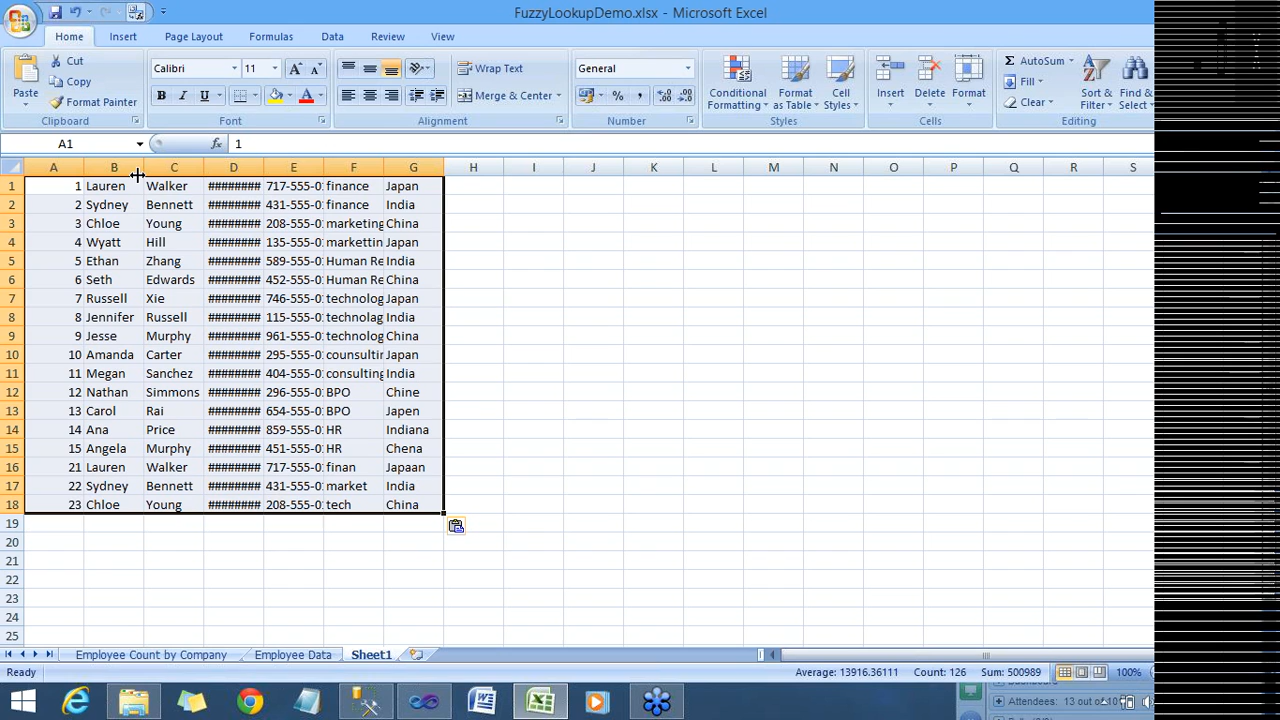 FuzzyLookupDemo.xlsx - Microsoft Excel
Home Insert Page Layout Formulas Data Review View
Paste Cut Copy Format Painter
Calibri 11
B I U A A A
Merge & Center
General
% ,
Conditional Formatting Format as Table Cell Styles
Insert Delete Format
Σ AutoSum Fill Clear Sort & Filter Find & Select
Clipboard Font Alignment Number Styles Cells Editing
A1 fx 1
A B C D E F G H I J K L M N O P Q R S
1 1 Lauren Walker ######## 717-555-0 finance Japan
2 2 Sydney Bennett ######## 431-555-0 finance India
3 3 Chloe Young ######## 208-555-0 marketing China
4 4 Wyatt Hill ######## 135-555-0 markettin Japan
5 5 Ethan Zhang ######## 589-555-0 Human Re India
6 6 Seth Edwards ######## 452-555-0 Human Re China
7 7 Russell Xie ######## 746-555-0 technolog Japan
8 8 Jennifer Russell ######## 115-555-0 technolag India
9 9 Jesse Murphy ######## 961-555-0 technolog China
10 10 Amanda Carter ######## 295-555-0 counsultin Japan
11 11 Megan Sanchez ######## 404-555-0 consulting India
12 12 Nathan Simmons ######## 296-555-0 BPO Chine
13 13 Carol Rai ######## 654-555-0 BPO Japen
14 14 Ana Price ######## 859-555-0 HR Indiana
15 15 Angela Murphy ######## 451-555-0 HR Chena
16 21 Lauren Walker ######## 717-555-0 finan Japaan
17 22 Sydney Bennett ######## 431-555-0 market India
18 23 Chloe Young ######## 208-555-0 tech China
19
20
21
22
23
24
25
Employee Count by Company Employee Data Sheet1
Ready Average: 13916.36111 Count: 126 Sum: 500989 100%
Attendees: 13 out of 10